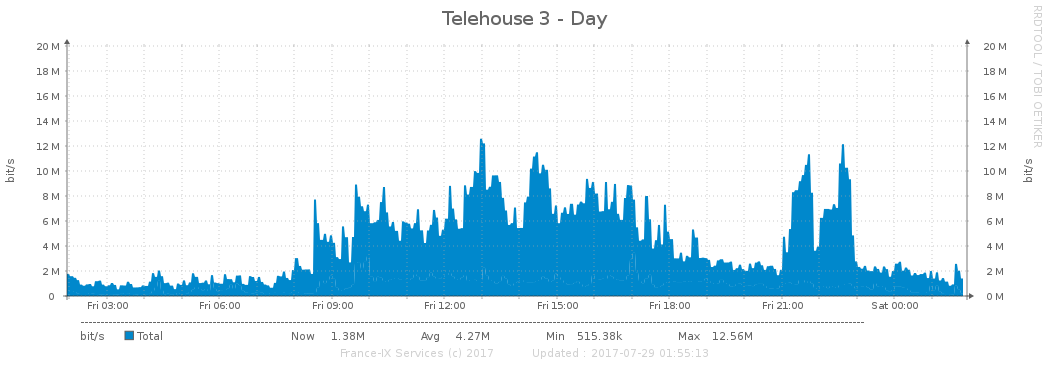 Telehouse 3 - Day
RRDTOOL / TOBI OETIKER
bit/s
20 M 20 M
18 M 18 M
16 M 16 M
14 M 14 M
12 M 12 M
10 M 10 M
8 M 8 M
6 M 6 M
4 M 4 M
2 M 2 M
0 0 M
bit/s
Fri 03:00 Fri 06:00 Fri 09:00 Fri 12:00 Fri 15:00 Fri 18:00 Fri 21:00 Sat 00:00
bit/s Total Now 1.38M Avg 4.27M Min 515.38k Max 12.56M
France-IX Services (c) 2017 Updated : 2017-07-29 01:55:13